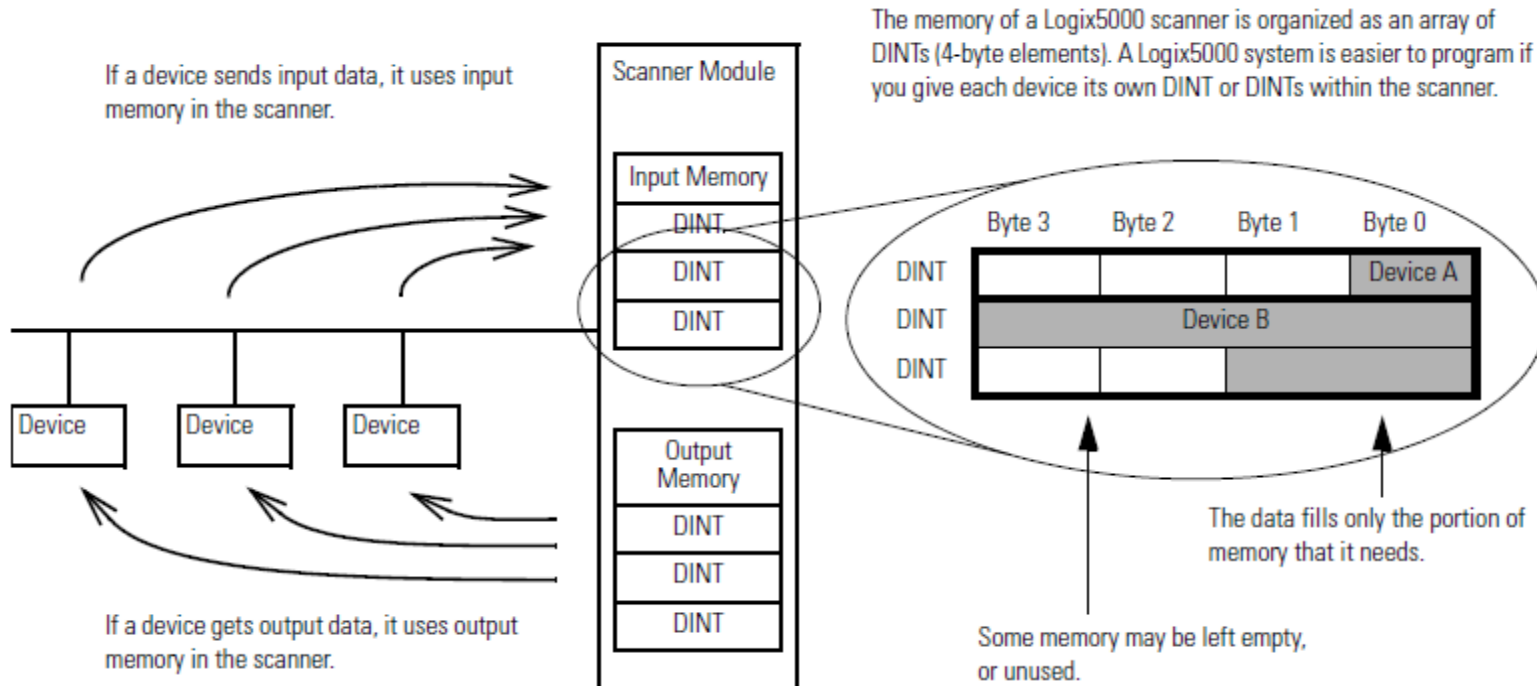 The memory of a Logix5000 scanner is organized as an array of
DINTs (4-byte elements). A Logix5000 system is easier to program if
you give each device its own DINT or DINTs within the scanner.
If a device sends input data, it uses input
memory in the scanner.
Scanner Module
Input Memory
DINT
DINT
DINT
Byte 3 Byte 2 Byte 1 Byte 0
DINT Device A
DINT Device B
DINT
Device Device Device
Output
Memory
DINT
DINT
DINT
The data fills only the portion of
memory that it needs.
If a device gets output data, it uses output
memory in the scanner.
Some memory may be left empty,
or unused.